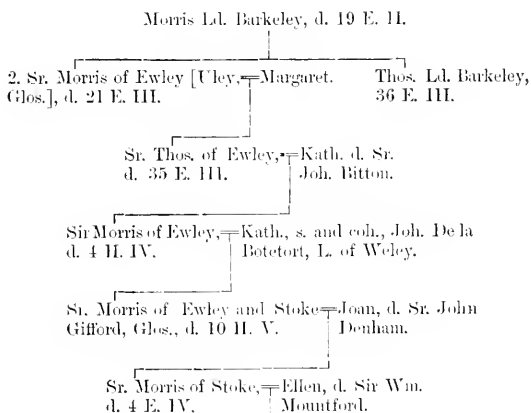 Morris Ld. Barkeley, d. 19 E. II.
2. Sr. Morris of Ewley [Uley, Margaret.
Glos.], d. 21 E. III.
Thos. Ld. Barkeley,
36 E. III.
Sr. Thos. of Ewley,
d. 35 E. III.
Kath. d. Sr.
Joh. Bitton.
Sir Morris of Ewley,
d. 4 H. IV.
Kath., s. and coh., Joh. De la
Botetort, L. of Weley.
Sr. Morris of Ewley and Stoke
Gifford, Glos., d. 10 H. V.
Joan, d. Sr. John
Denham.
Sr. Morris of Stoke,
d. 4 E. IV.
Ellen, d. Sir Wm.
Mountford.